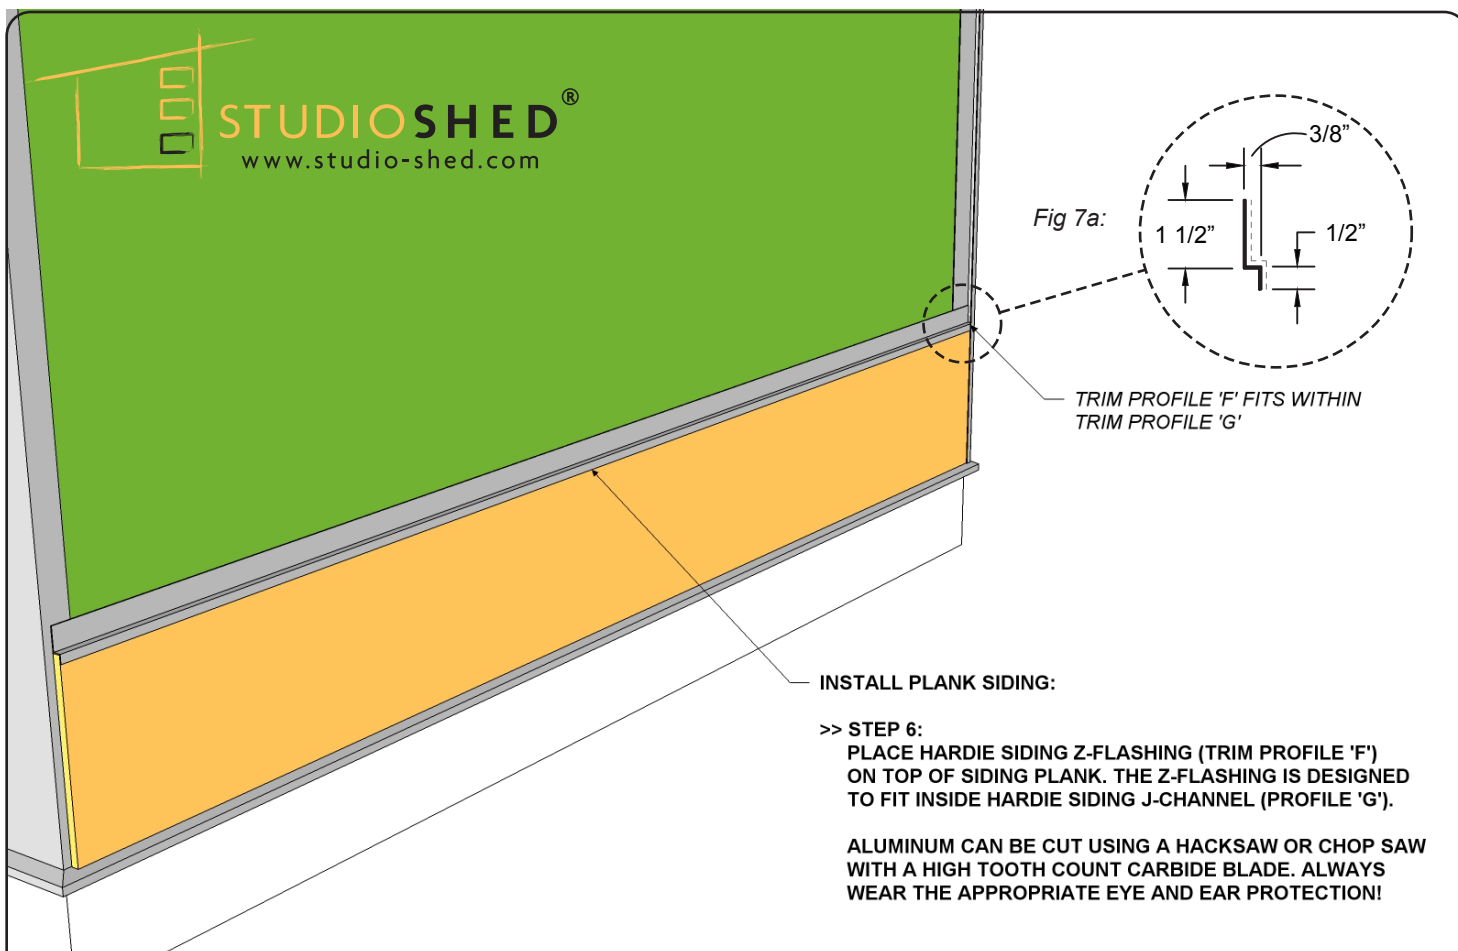 STUDIOSHED®
www.studio-shed.com
Fig 7a:
3/8”
1 1/2”
1/2”
TRIM PROFILE 'F' FITS WITHIN
TRIM PROFILE 'G'
INSTALL PLANK SIDING:
>> STEP 6:
PLACE HARDIE SIDING Z-FLASHING (TRIM PROFILE 'F')
ON TOP OF SIDING PLANK. THE Z-FLASHING IS DESIGNED
TO FIT INSIDE HARDIE SIDING J-CHANNEL (PROFILE 'G').
ALUMINUM CAN BE CUT USING A HACKSAW OR CHOP SAW
WITH A HIGH TOOTH COUNT CARBIDE BLADE. ALWAYS
WEAR THE APPROPRIATE EYE AND EAR PROTECTION!